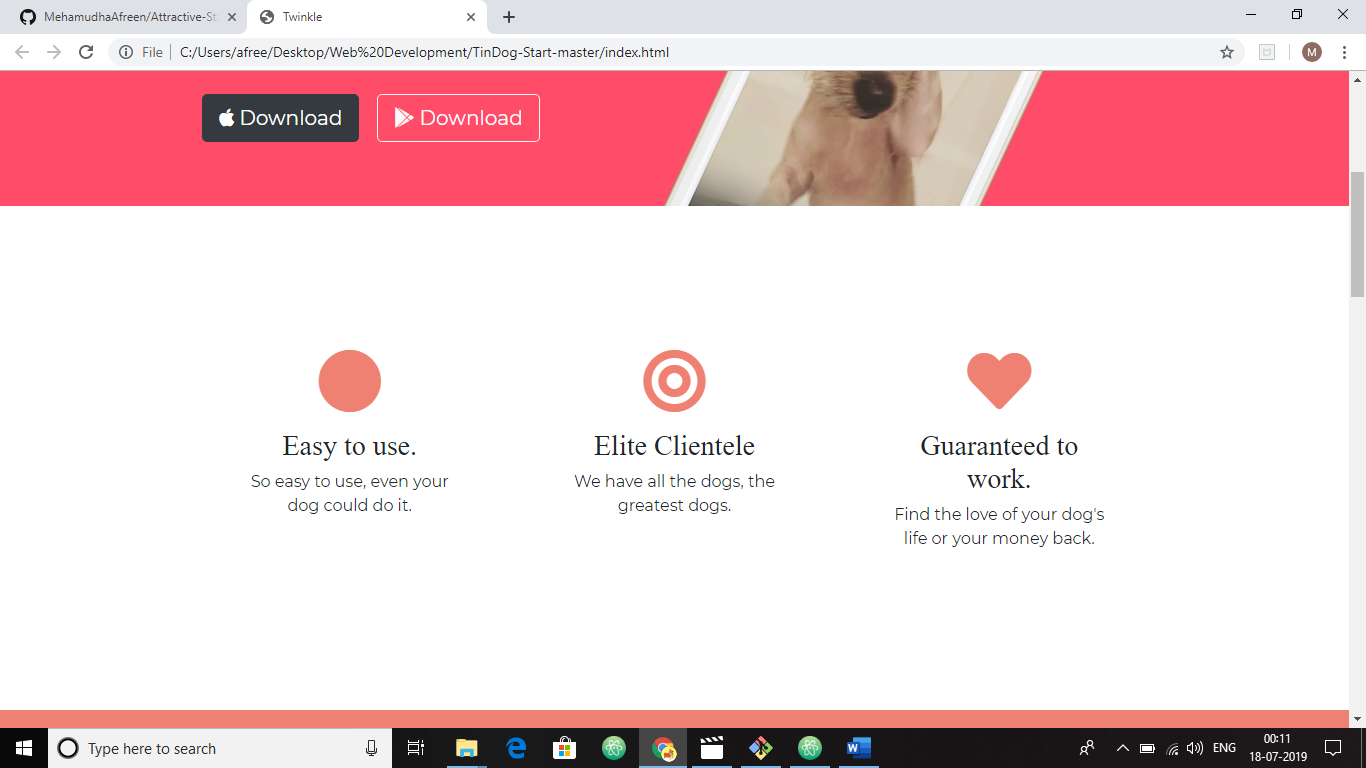 MehamudhaAfreen/Attractive-St
Twinkle
File
C:/Users/afree/Desktop/Web%20Development/TinDog-Start-master/index.html
M
Download
Download
Easy to use.
So easy to use, even your
dog could do it.
Elite Clientele
We have all the dogs, the
greatest dogs.
Guaranteed to
work.
Find the love of your dog's
life or your money back.
Type here to search
ENG
00:11
18-07-2019